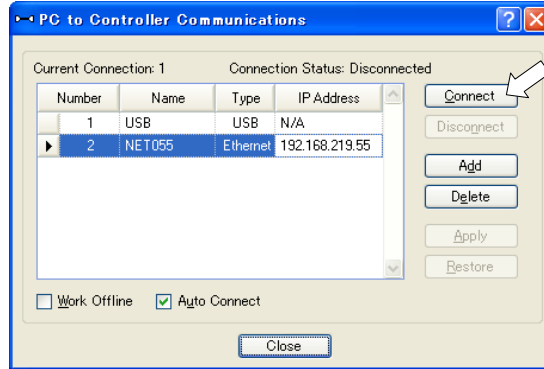 PC to Controller Communications
Current Connection: 1 Connection Status: Disconnected
Number Name Type IP Address
1 USB USB N/A
2 NET055 Ethernet 192.168.219.55
Connect
Disconnect
Add
Delete
Apply
Restore
Work Offline Auto Connect
Close